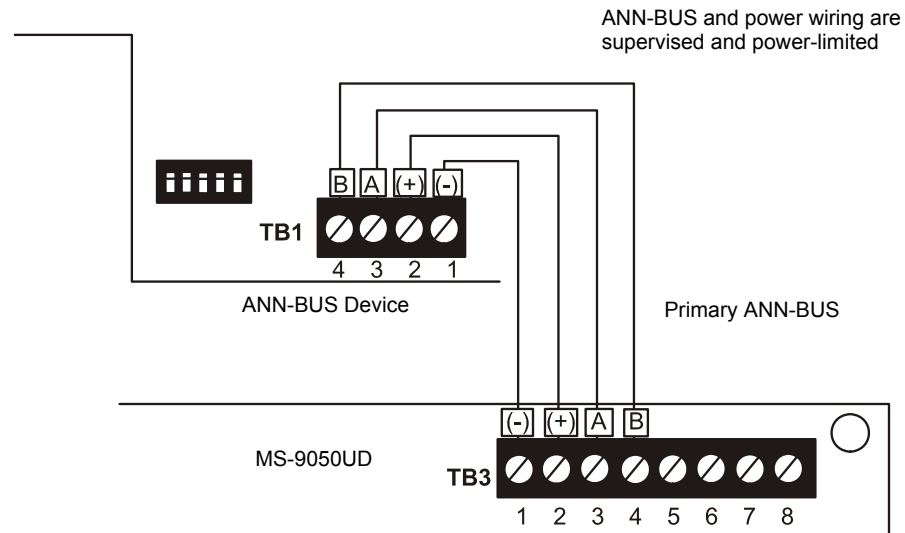 ANN-BUS and power wiring are
supervised and power-limited
B A (+) (-)
TB1
4 3 2 1
ANN-BUS Device
Primary ANN-BUS
(-) (+) A B
MS-9050UD
TB3
1 2 3 4 5 6 7 8